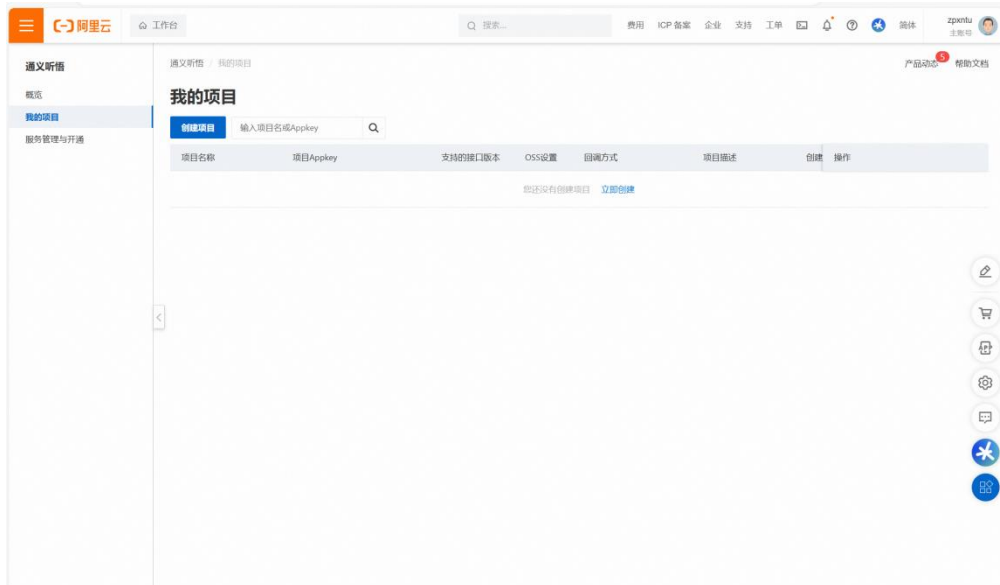 阿里云 工作台 搜索... 费用 ICP 备案 企业 支持 工单 简体 zpxntu
主账号
通义听悟
概览
我的项目
服务管理与开通
通义听悟 / 我的项目 产品动态 5 帮助文档
我的项目
创建项目 输入项目名或Appkey
项目名称 项目Appkey 支持的接口版本 OSS设置 回调方式 项目描述 创建 操作
您还没有创建项目 立即创建